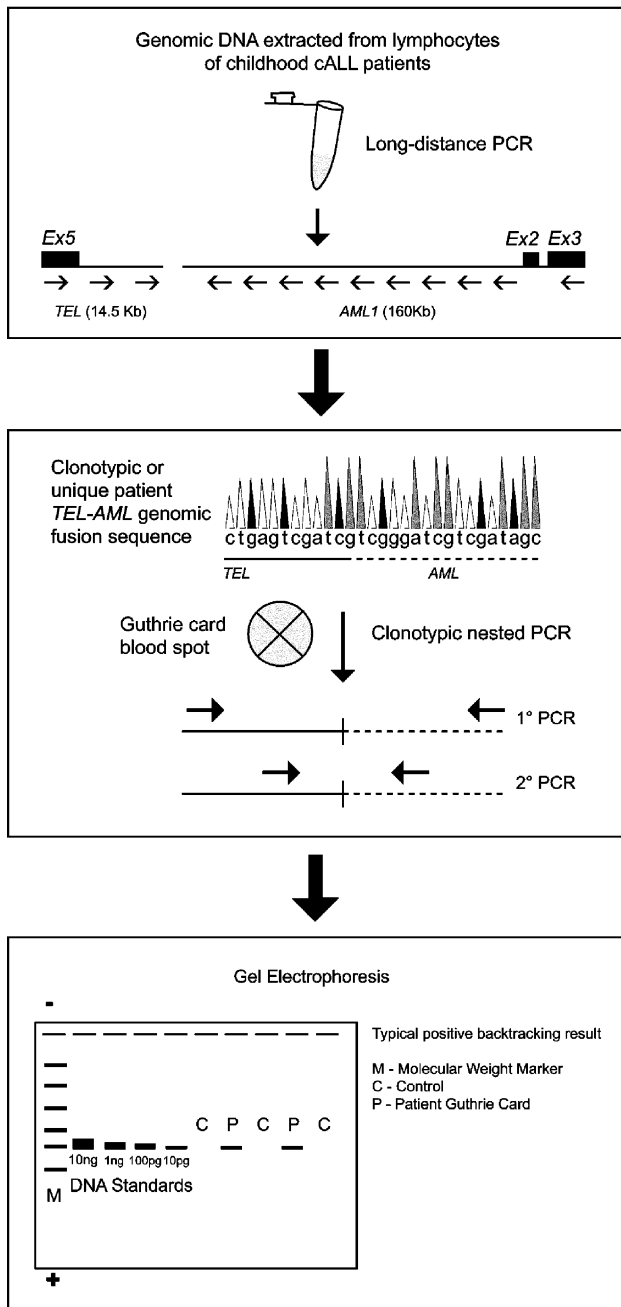 Genomic DNA extracted from lymphocytes
of childhood cALL patients
Long-distance PCR
Ex5
Ex2 Ex3
TEL (14.5 Kb)
AML1 (160Kb)
Clonotypic or
unique patient
TEL-AML genomic
fusion sequence
ctgagtcgatcgtcgggatcgtcgatagc
TEL
AML
Guthrie card
blood spot
Clonotypic nested PCR
1° PCR
2° PCR
Gel Electrophoresis
-
Typical positive backtracking result
M - Molecular Weight Marker
C - Control
P - Patient Guthrie Card
C P C P C
10ng 1ng 100pg 10pg
M DNA Standards
+